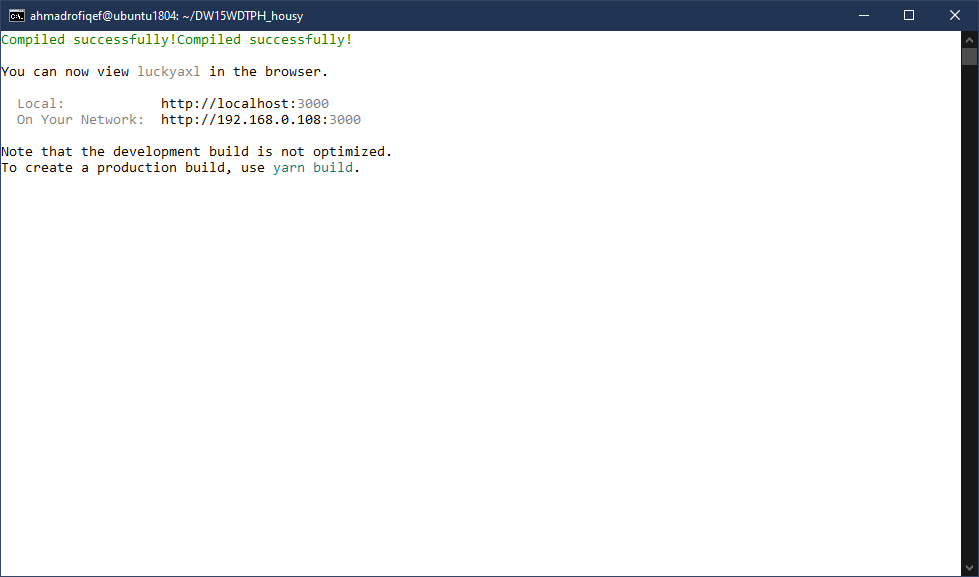 ahmadrofiqef@ubuntu1804: ~/DW15WDTPH_housy
Compiled successfully!Compiled successfully!
You can now view luckyaxl in the browser.
Local: http://localhost:3000
On Your Network: http://192.168.0.108:3000
Note that the development build is not optimized.
To create a production build, use yarn build.